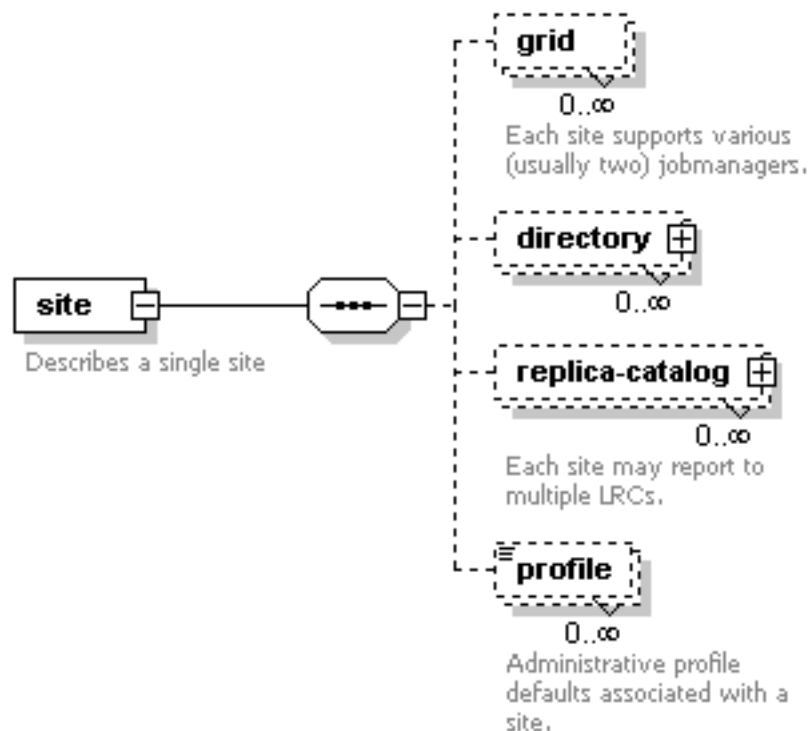 grid
0..∞
Each site supports various
(usually two) jobmanagers.
directory
0..∞
site
Describes a single site
replica-catalog
0..∞
Each site may report to
multiple LRCs.
profile
0..∞
Administrative profile
defaults associated with a
site.